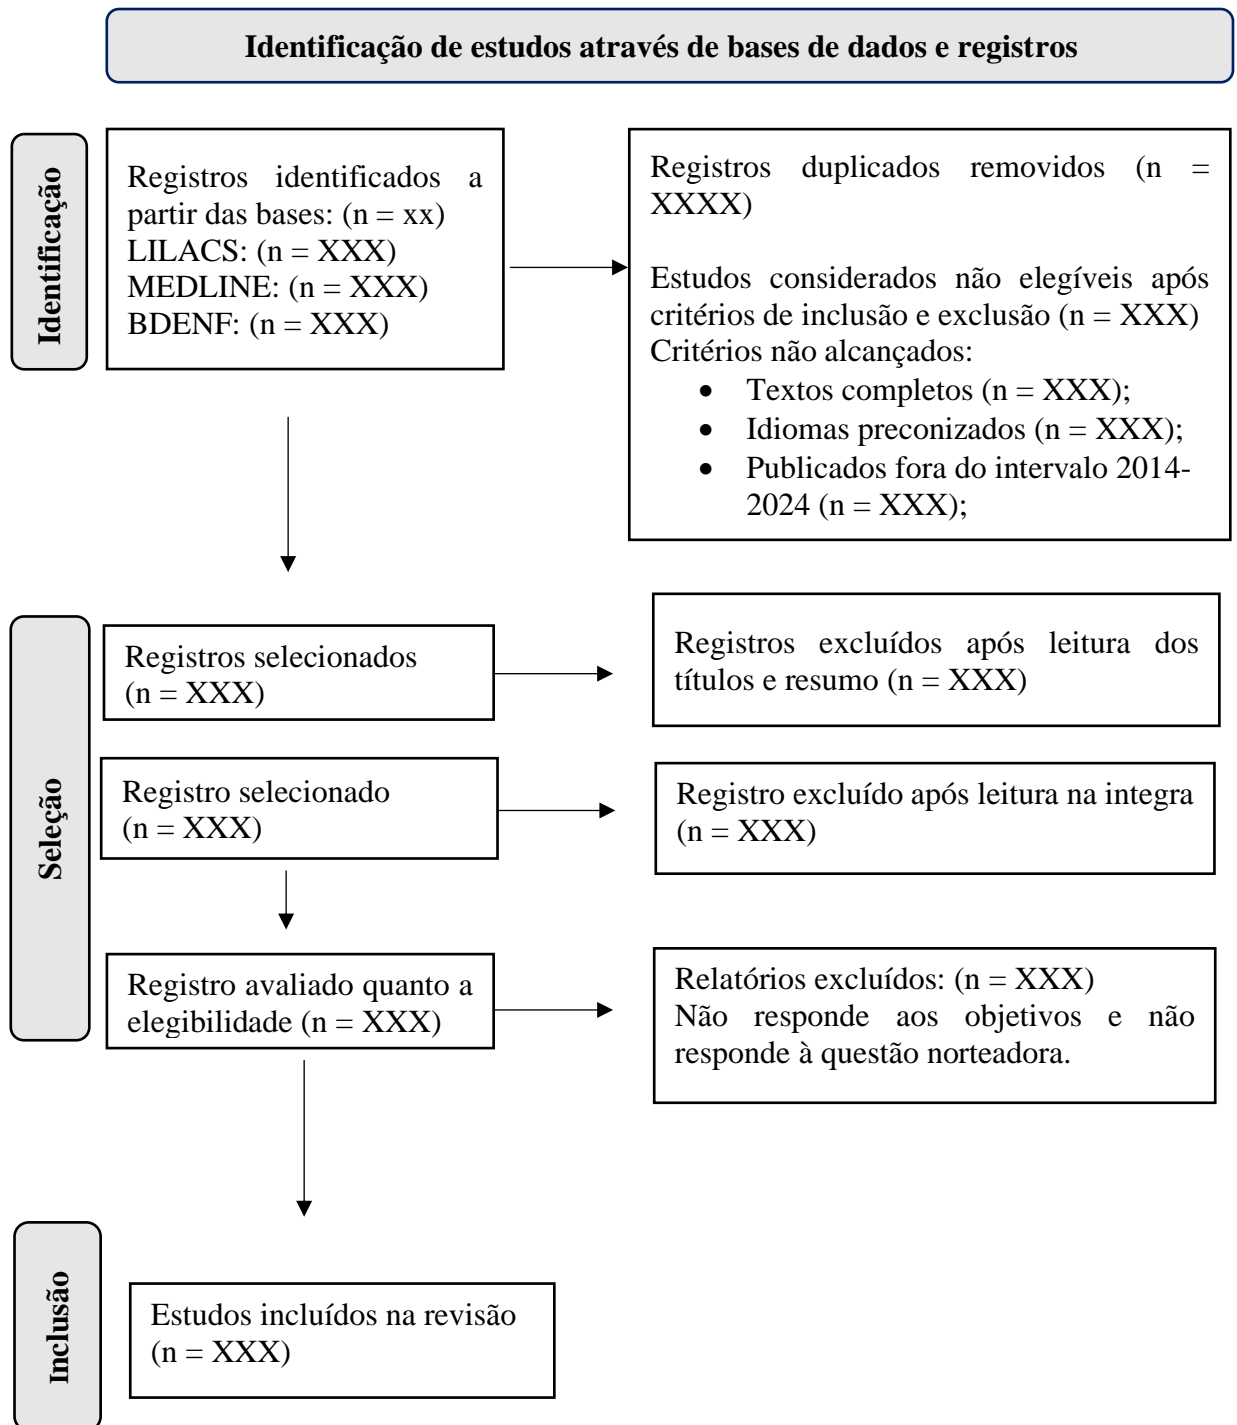 Identificação de estudos através de bases de dados e registros
Identificação
Registros identificados a
partir das bases: (n = xx)
LILACS: (n = XXX)
MEDLINE: (n = XXX)
BDENF: (n = XXX)
Registros duplicados removidos (n =
XXXX)
Estudos considerados não elegíveis após
critérios de inclusão e exclusão (n = XXX)
Critérios não alcançados:
• Textos completos (n = XXX);
• Idiomas preconizados (n = XXX);
• Publicados fora do intervalo 2014-
2024 (n = XXX);
Seleção
Registros selecionados
(n = XXX)
Registros excluídos após leitura dos
títulos e resumo (n = XXX)
Registro selecionado
(n = XXX)
Registro excluído após leitura na integra
(n = XXX)
Registro avaliado quanto a
elegibilidade (n = XXX)
Relatórios excluídos: (n = XXX)
Não responde aos objetivos e não
responde à questão norteadora.
Inclusão
Estudos incluídos na revisão
(n = XXX)